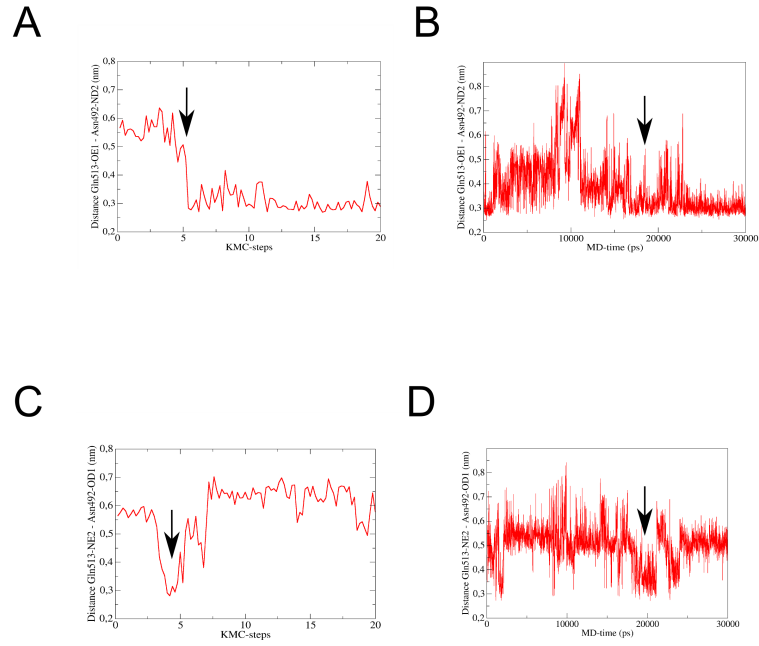 A
B
0,8
0,7
0,6
0,5
0,4
0,3
0,2
Distance Gln513-OE1 - Asn492-ND2 (nm)
0 5 10 15 20
KMC-steps
0,8
0,7
0,6
0,5
0,4
0,3
0,2
Distance Gln513-OE1 - Asn492-ND2 (nm)
0 10000 20000 30000
MD-time (ps)
C
D
0,8
0,7
0,6
0,5
0,4
0,3
0,2
Distance Gln513-NE2 - Asn492-OD1 (nm)
0 5 10 15 20
KMC-steps
0,8
0,7
0,6
0,5
0,4
0,3
0,2
Distance Gln513-NE2 - Asn492-OD1 (nm)
0 10000 20000 30000
MD-time (ps)